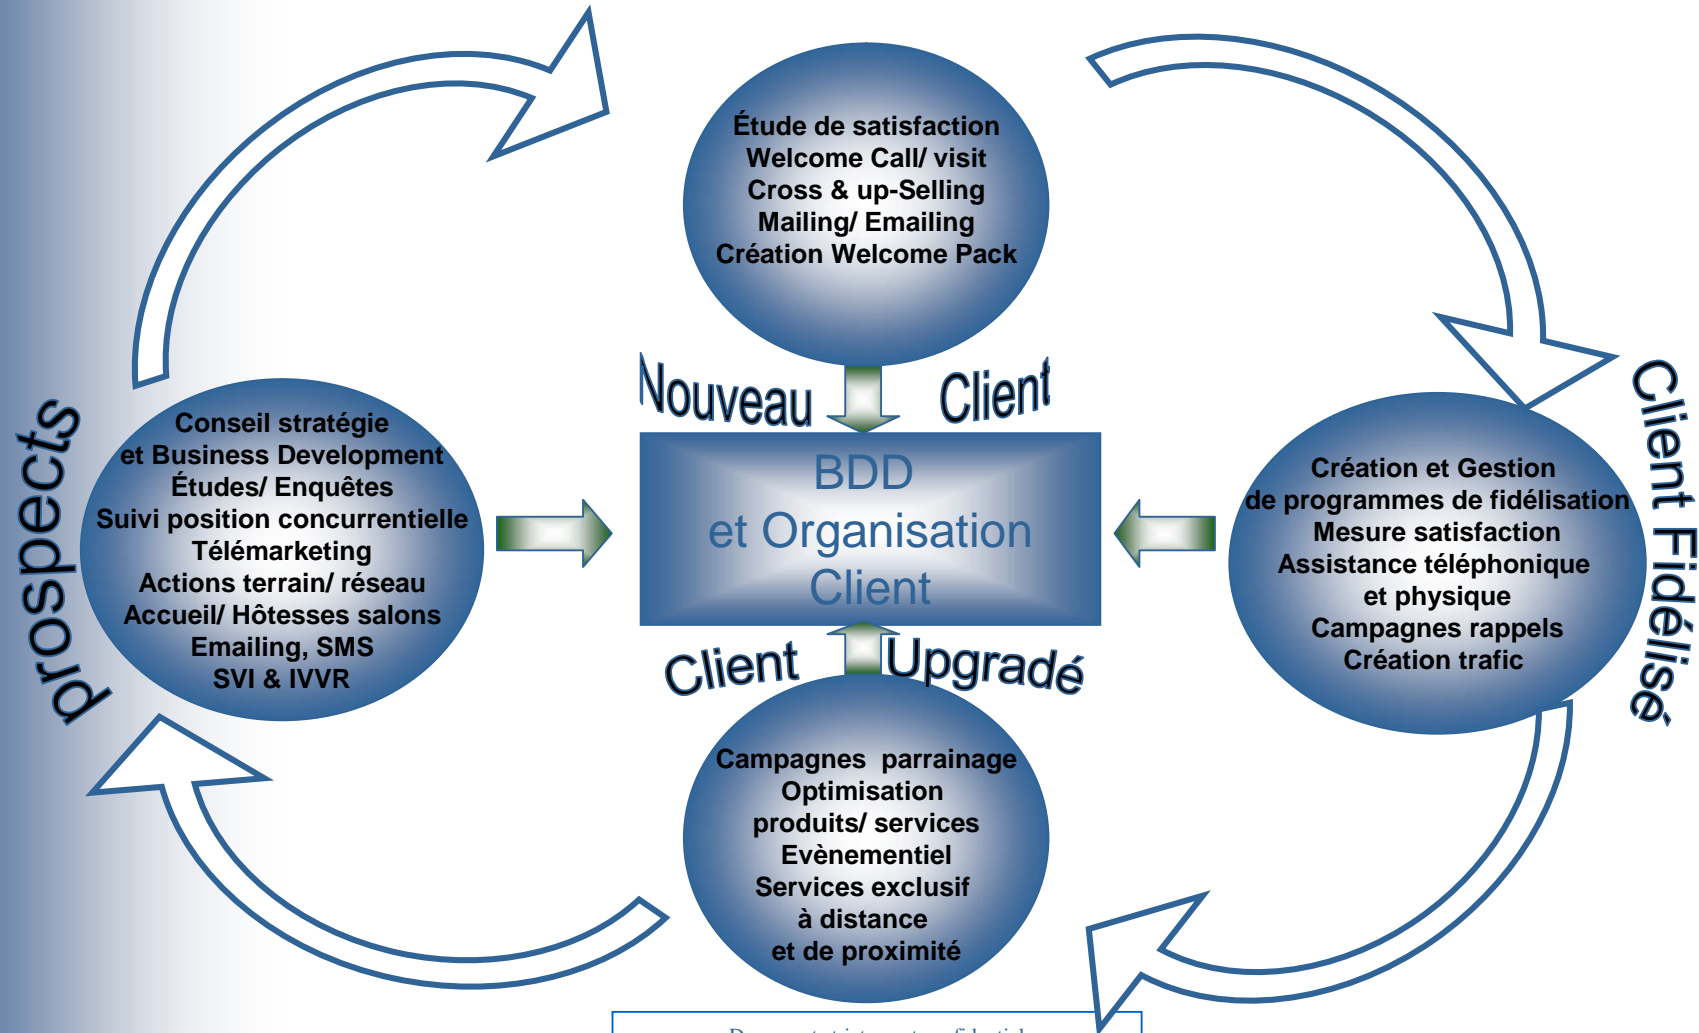 Étude de satisfaction
Welcome Call/ visit
Cross & up-Selling
Mailing/ Emailing
Création Welcome Pack
Nouveau Client
prospects
Conseil stratégie
et Business Development
Études/ Enquêtes
Suivi position concurrentielle
Télémarketing
Actions terrain/ réseau
Accueil/ Hôtesses salons
Emailing, SMS
SVI & IVVR
BDD
et Organisation
Client
Création et Gestion
de programmes de fidélisation
Mesure satisfaction
Assistance téléphonique
et physique
Campagnes rappels
Création trafic
Client Fidélisé
Client Upgradé
Campagnes parrainage
Optimisation
produits/ services
Evènementiel
Services exclusif
à distance
et de proximité